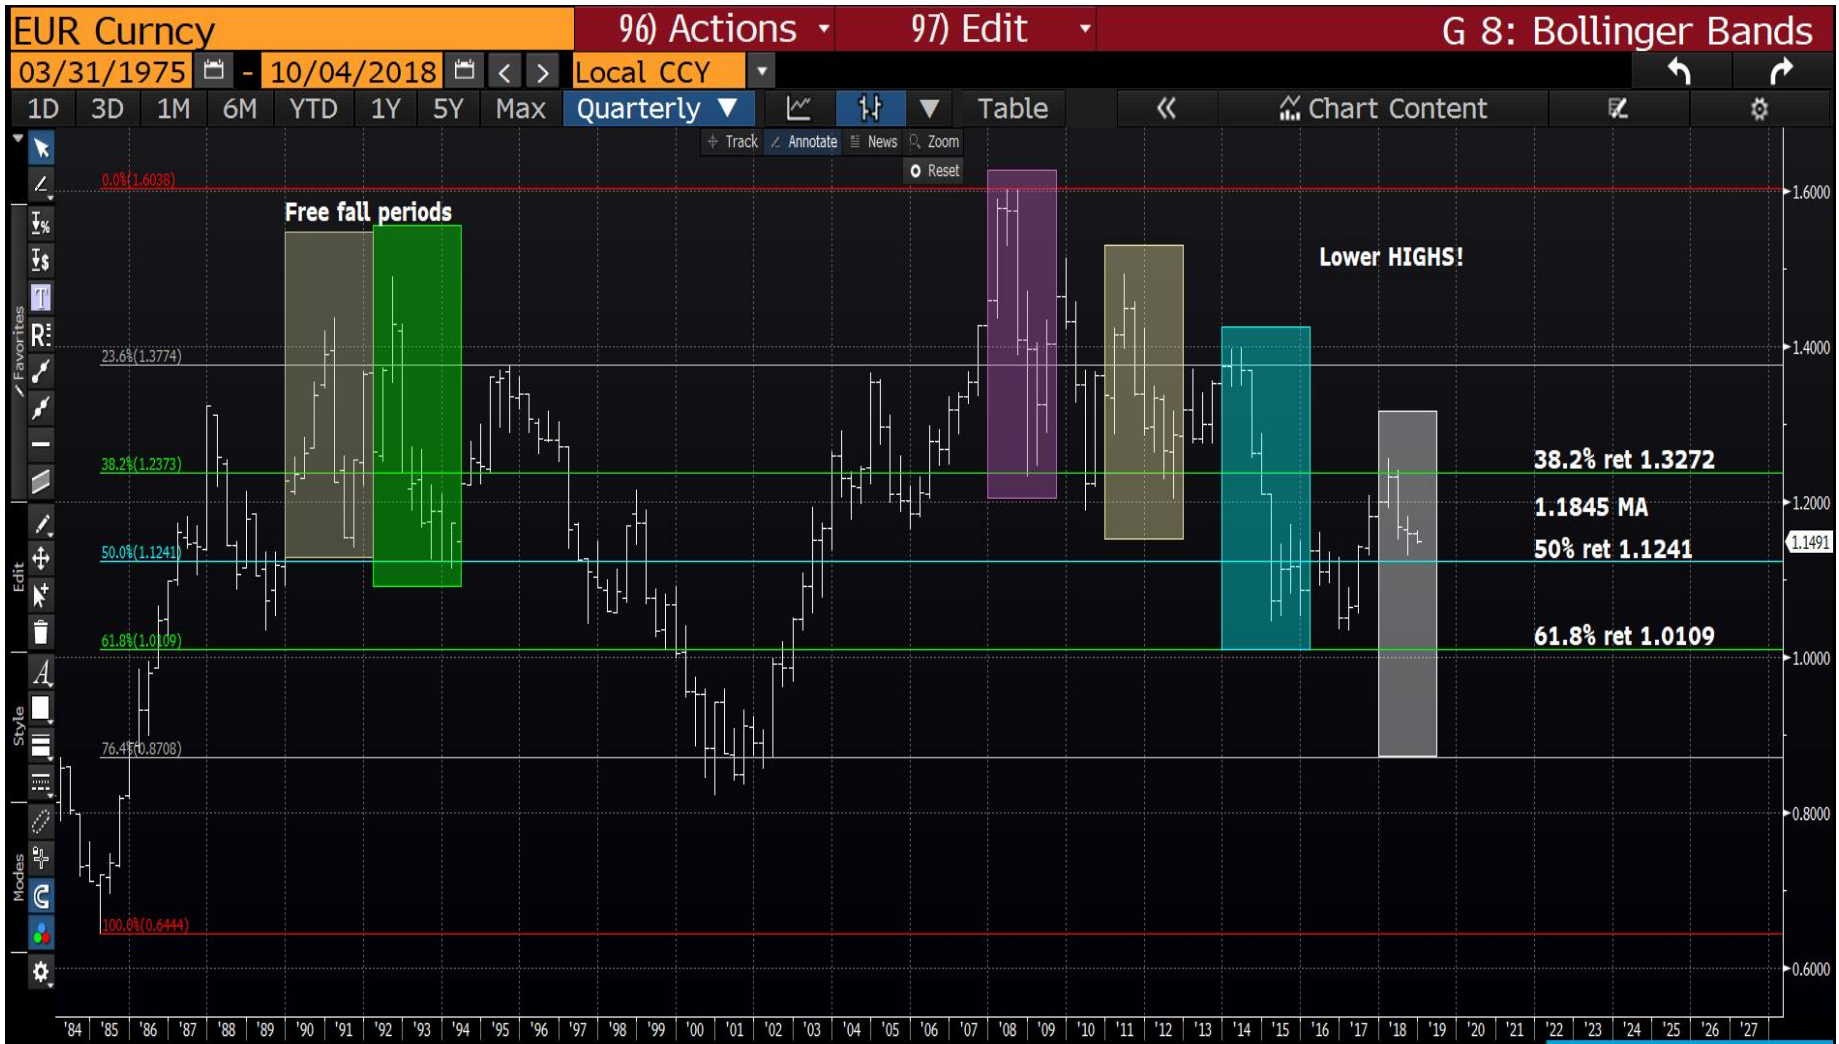 EUR Curncy 96) Actions 97) Edit G 8: Bollinger Bands
03/31/1975 - 10/04/2018 Local CCY
1D 3D 1M 6M YTD 1Y 5Y Max Quarterly Table Chart Content
Track Annotate News Zoom
Reset
0.0%(1.6038)
1.6000
Free fall periods
Lower HIGHS!
23.6%(1.3774)
1.4000
38.2%(1.2373)
38.2% ret 1.3272
1.2000
1.1845 MA
1.1491
50.0%(1.1241)
50% ret 1.1241
61.8%(1.0109)
61.8% ret 1.0109
1.0000
76.4%(0.8708)
0.8000
100.0%(0.6444)
0.6000
Favorites
Edit
Style
Modes
'84 '85 '86 '87 '88 '89 '90 '91 '92 '93 '94 '95 '96 '97 '98 '99 '00 '01 '02 '03 '04 '05 '06 '07 '08 '09 '10 '11 '12 '13 '14 '15 '16 '17 '18 '19 '20 '21 '22 '23 '24 '25 '26 '27